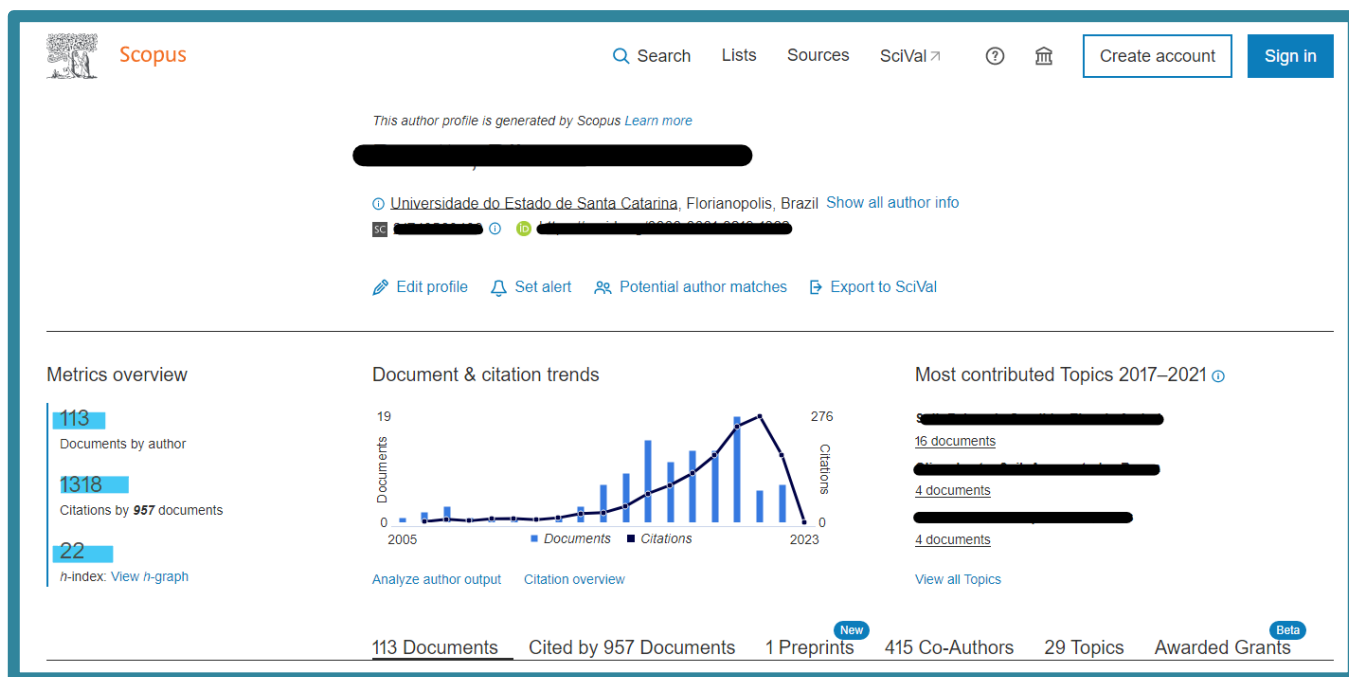 Scopus
Search Lists Sources SciVal Create account Sign in
This author profile is generated by Scopus Learn more
Universidade do Estado de Santa Catarina, Florianopolis, Brazil Show all author info
SC iD
Edit profile Set alert Potential author matches Export to SciVal
Metrics overview
113
Documents by author
1318
Citations by 957 documents
22
h-index: View h-graph
Document & citation trends
19 276
Documents Citations
0 0
2005 Documents Citations 2023
Analyze author output Citation overview
Most contributed Topics 2017–2021
16 documents
4 documents
4 documents
View all Topics
New Beta
113 Documents Cited by 957 Documents 1 Preprints 415 Co-Authors 29 Topics Awarded Grants